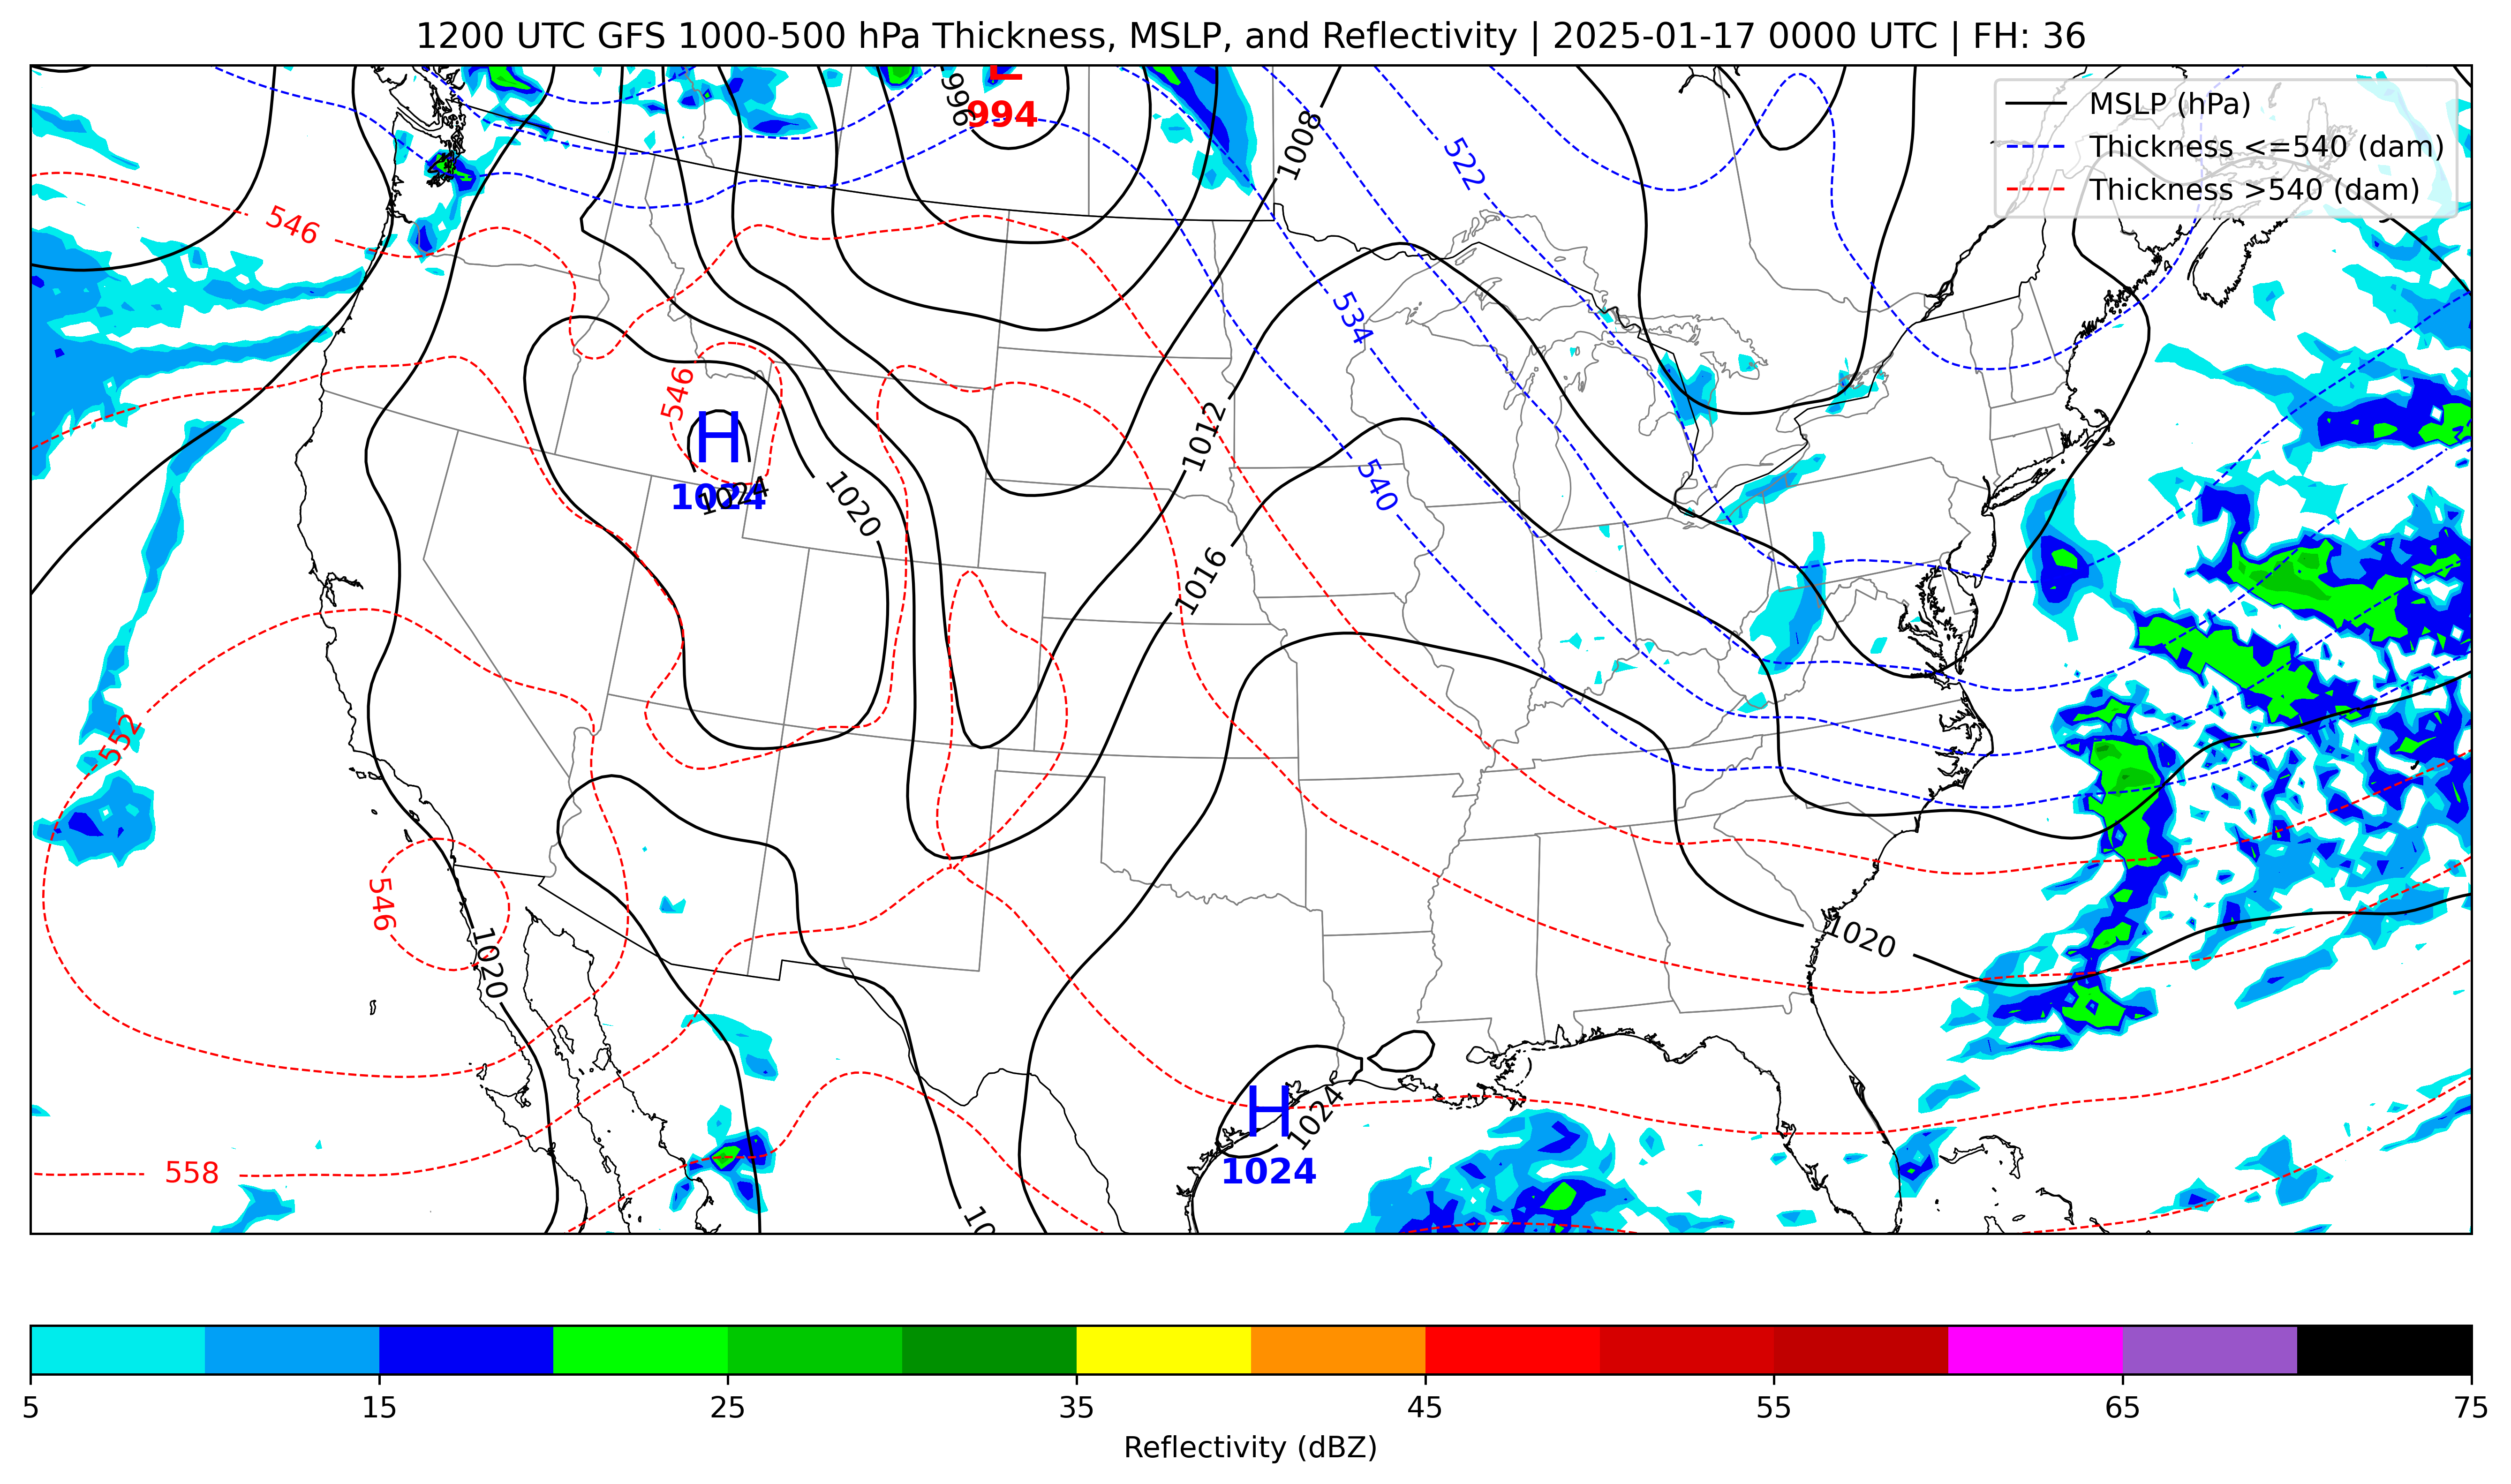 1200 UTC GFS 1000-500 hPa Thickness, MSLP, and Reflectivity | 2025-01-17 0000 UTC | FH: 36
MSLP (hPa)
Thickness <=540 (dam)
Thickness >540 (dam)
996
L
994
1008
522
546
534
546
H
1024
1024
1020
1012
540
1016
552
546
1020
1020
H
1024
1024
558
10
5 15 25 35 45 55 65 75
Reflectivity (dBZ)